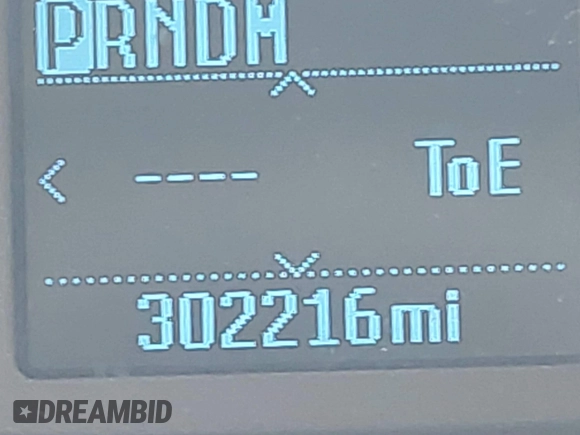 PRNDM
< ---- ToE
302216mi
DREAMBID